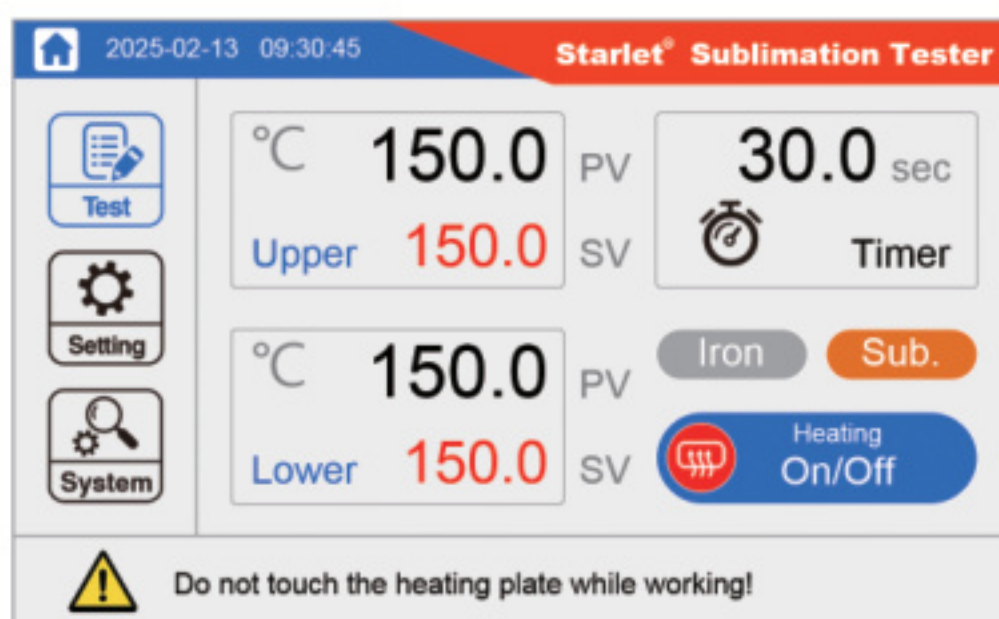 2025-02-13 09:30:45
Starlet® Sublimation Tester
Test
Setting
System
°C 150.0 PV
Upper 150.0 SV
30.0 sec
Timer
°C 150.0 PV
Lower 150.0 SV
Iron
Sub.
Heating
On/Off
Do not touch the heating plate while working!